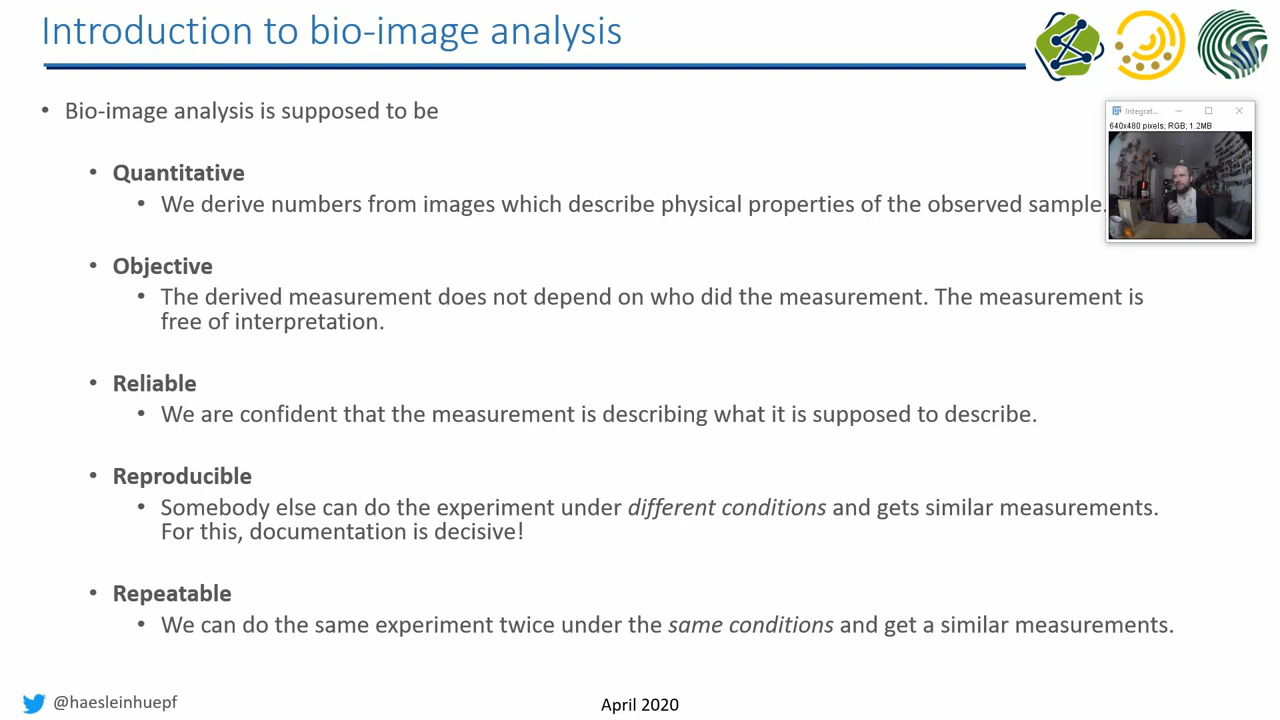 Introduction to bio-image analysis
• Bio-image analysis is supposed to be
Integrat...
640x480 pixels; RGB; 1.2MB
• Quantitative
• We derive numbers from images which describe physical properties of the observed sample.
• Objective
• The derived measurement does not depend on who did the measurement. The measurement is
free of interpretation.
• Reliable
• We are confident that the measurement is describing what it is supposed to describe.
• Reproducible
• Somebody else can do the experiment under different conditions and gets similar measurements.
For this, documentation is decisive!
• Repeatable
• We can do the same experiment twice under the same conditions and get a similar measurements.
@haesleinhuepf
April 2020